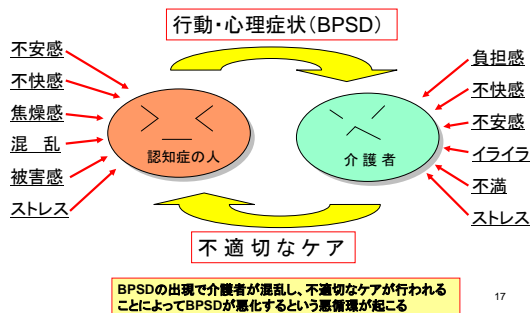 行動・心理症状(BPSD)
不安感
不快感
焦燥感
混　乱
被害感
ストレス
認知症の人
介 護 者
負担感
不快感
不安感
イライラ
不満
ストレス
不 適 切 な ケ ア
BPSDの出現で介護者が混乱し、不適切なケアが行われる
ことによってBPSDが悪化するという悪循環が起こる
17